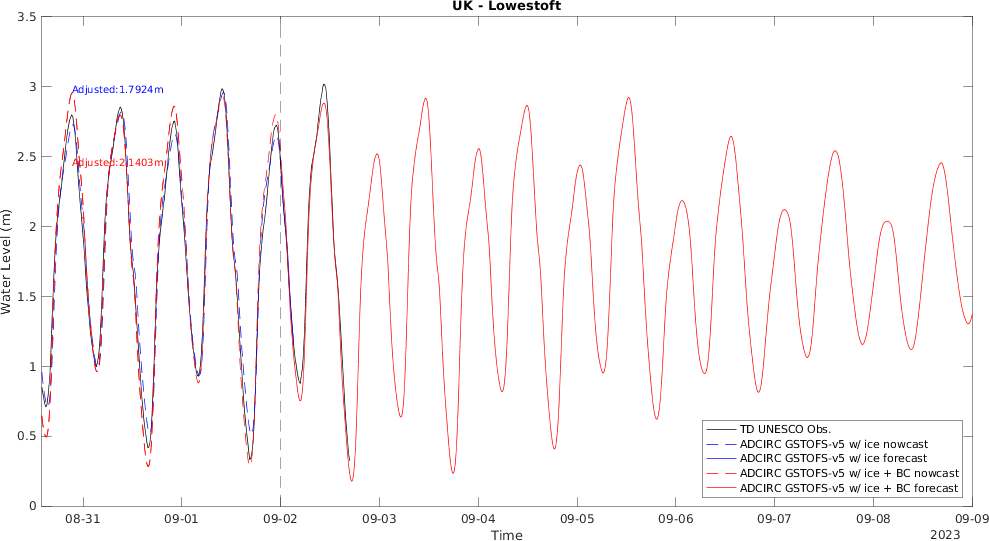 UK - Lowestoft
3.5
3
2.5
2
1.5
1
0.5
0
Water Level (m)
Adjusted:1.7924m
Adjusted:2.1403m
TD UNESCO Obs.
ADCIRC GSTOFS-v5 w/ ice nowcast
ADCIRC GSTOFS-v5 w/ ice forecast
ADCIRC GSTOFS-v5 w/ ice + BC nowcast
ADCIRC GSTOFS-v5 w/ ice + BC forecast
08-31 09-01 09-02 09-03 09-04 09-05 09-06 09-07 09-08 09-09
Time
2023